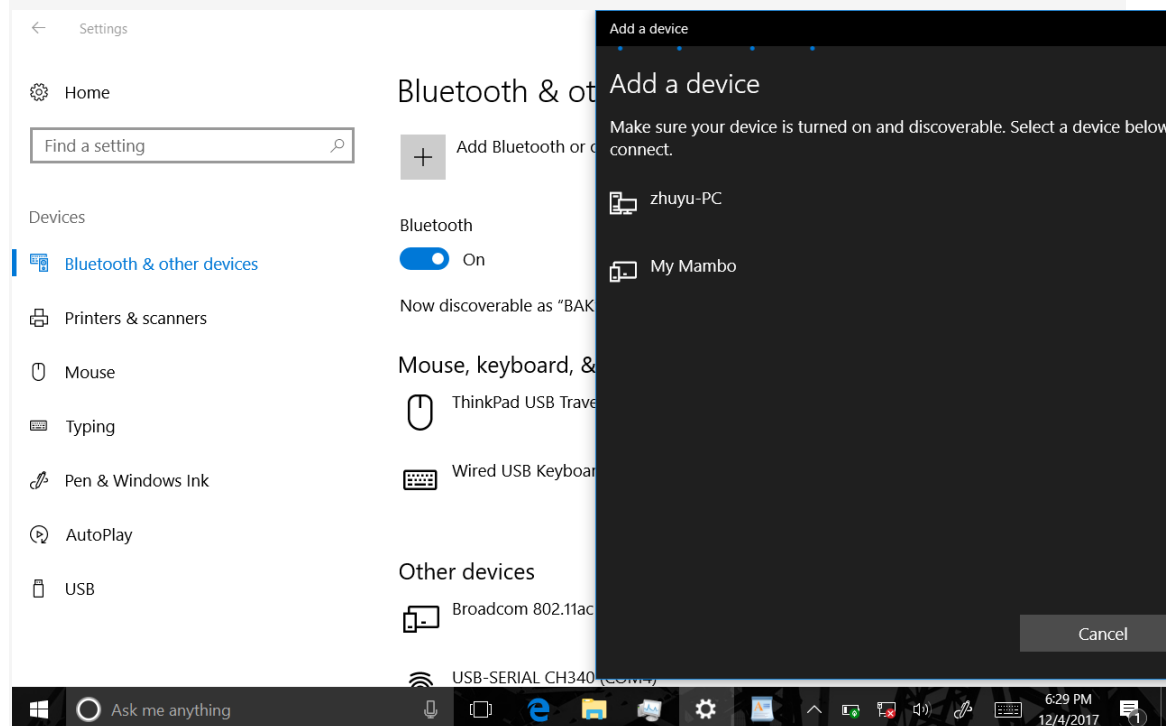 Settings
Home
Find a setting
Devices
Bluetooth & other devices
Printers & scanners
Mouse
Typing
Pen & Windows Ink
AutoPlay
USB
Bluetooth & ot
Add Bluetooth or
Bluetooth
On
Now discoverable as “BAK
Mouse, keyboard, &
ThinkPad USB Trave
Wired USB Keyboar
Other devices
Broadcom 802.11ac
USB-SERIAL CH340 (COM4)
Add a device
Add a device
Make sure your device is turned on and discoverable. Select a device below
connect.
zhuyu-PC
My Mambo
Cancel
Ask me anything
6:29 PM
12/4/2017
1